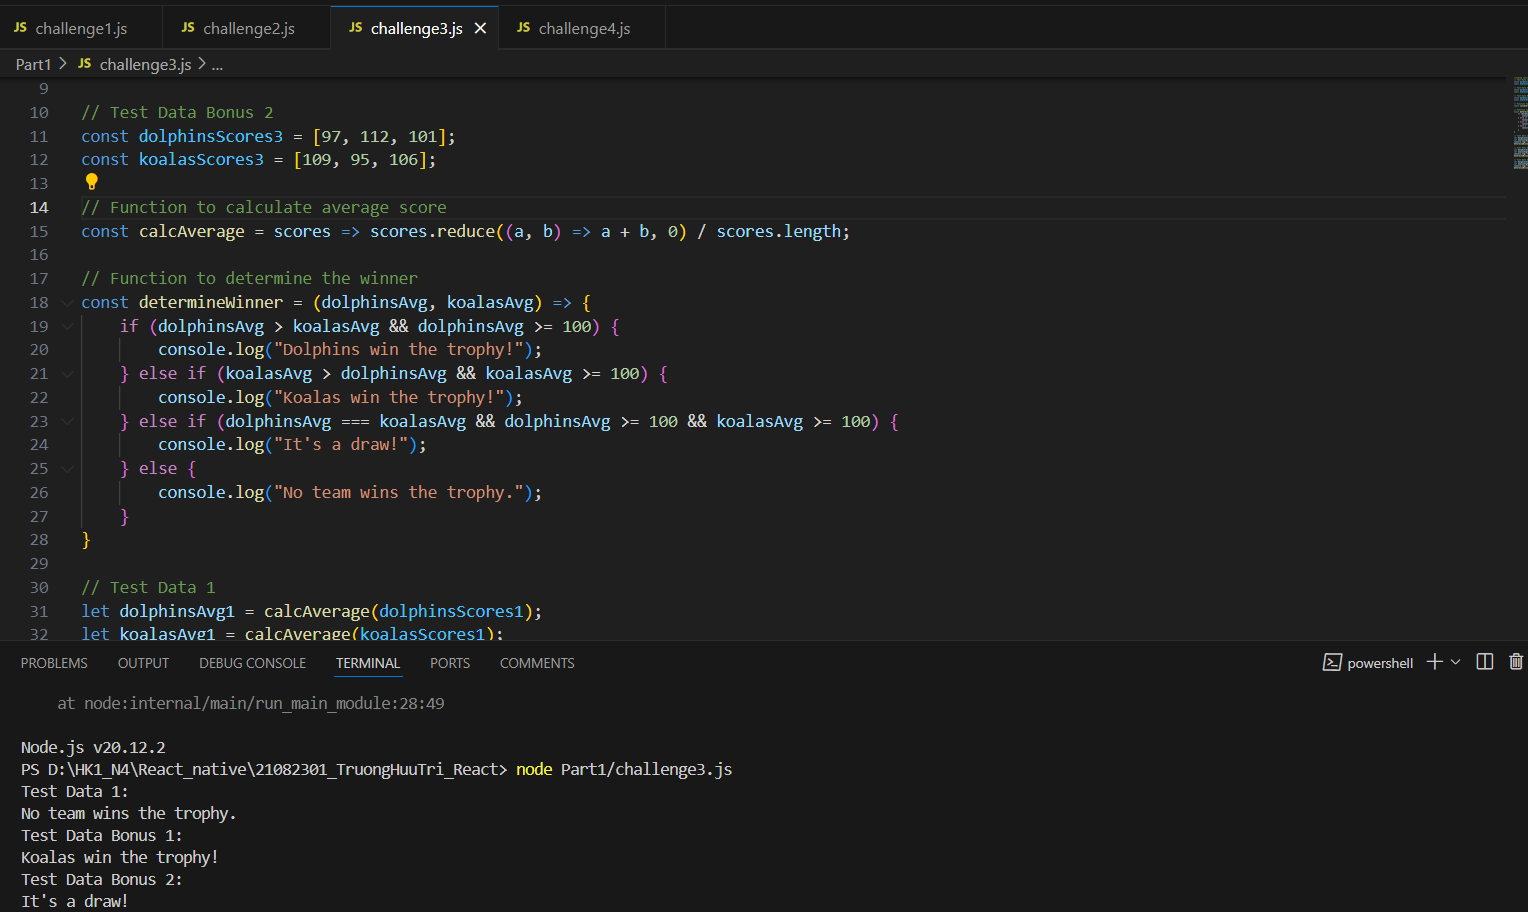 JS challenge1.js JS challenge2.js JS challenge3.js JS challenge4.js
Part1 > JS challenge3.js > ...
9
10 // Test Data Bonus 2
11 const dolphinsScores3 = [97, 112, 101];
12 const koalasScores3 = [109, 95, 106];
13
14 // Function to calculate average score
15 const calcAverage = scores => scores.reduce((a, b) => a + b, 0) / scores.length;
16
17 // Function to determine the winner
18 const determineWinner = (dolphinsAvg, koalasAvg) => {
19 if (dolphinsAvg > koalasAvg && dolphinsAvg >= 100) {
20 console.log("Dolphins win the trophy!");
21 } else if (koalasAvg > dolphinsAvg && koalasAvg >= 100) {
22 console.log("Koalas win the trophy!");
23 } else if (dolphinsAvg === koalasAvg && dolphinsAvg >= 100 && koalasAvg >= 100) {
24 console.log("It's a draw!");
25 } else {
26 console.log("No team wins the trophy.");
27 }
28 }
29
30 // Test Data 1
31 let dolphinsAvg1 = calcAverage(dolphinsScores1);
32 let koalasAvg1 = calcAverage(koalasScores1);
PROBLEMS OUTPUT DEBUG CONSOLE TERMINAL PORTS COMMENTS powershell
at node:internal/main/run_main_module:28:49
Node.js v20.12.2
PS D:\HK1_N4\React_native\21082301_TruongHuuTri_React> node Part1/challenge3.js
Test Data 1:
No team wins the trophy.
Test Data Bonus 1:
Koalas win the trophy!
Test Data Bonus 2:
It's a draw!